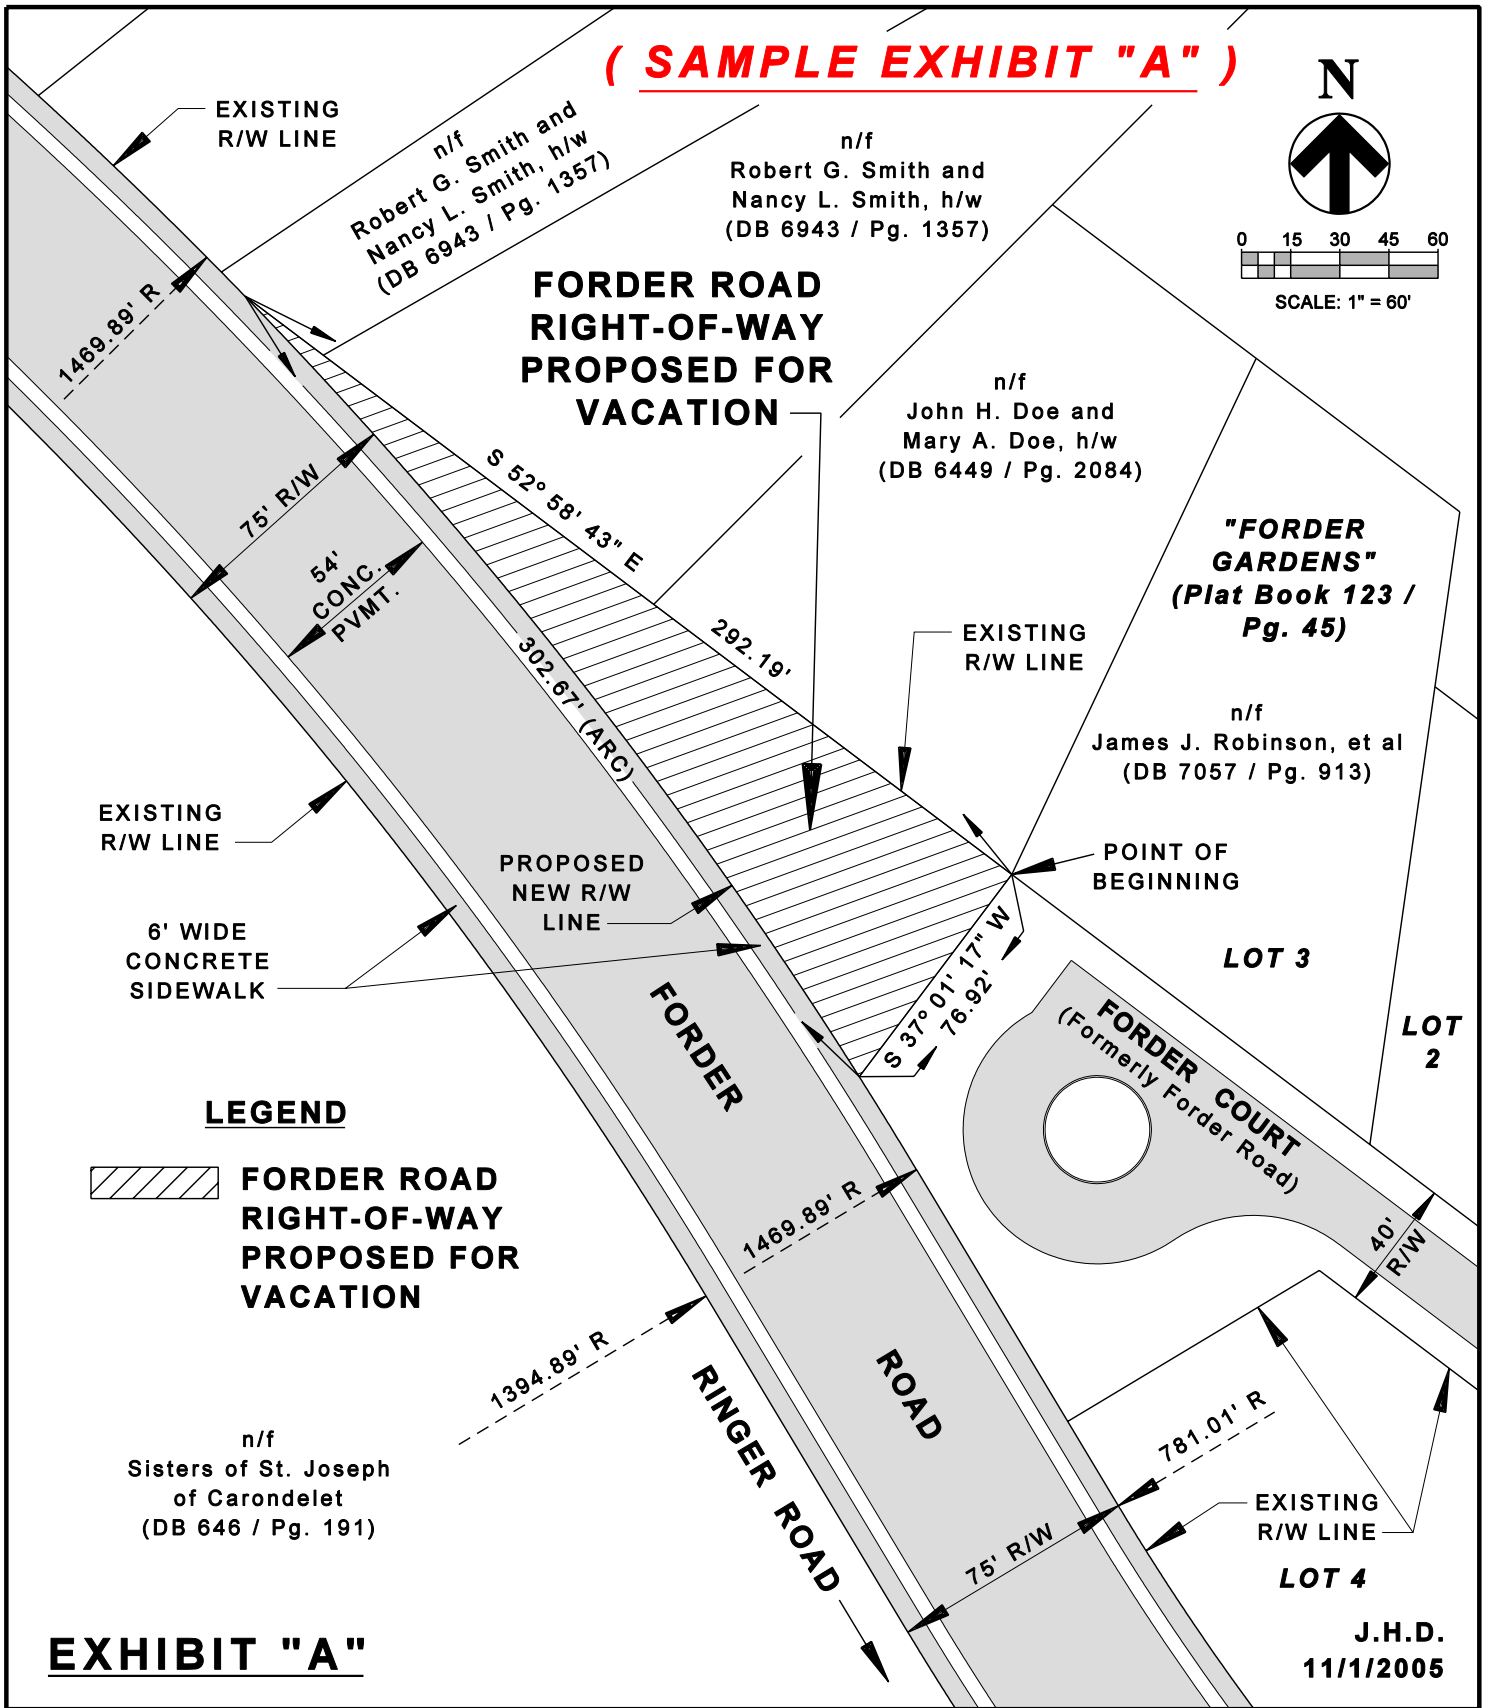 ( SAMPLE EXHIBIT "A" )
N
0 15 30 45 60
SCALE: 1" = 60'
EXISTING
R/W LINE
n/f
Robert G. Smith and
Nancy L. Smith, h/w
(DB 6943 / Pg. 1357)
n/f
Robert G. Smith and
Nancy L. Smith, h/w
(DB 6943 / Pg. 1357)
FORDER ROAD
RIGHT-OF-WAY
PROPOSED FOR
VACATION
1469.89' R
n/f
John H. Doe and
Mary A. Doe, h/w
(DB 6449 / Pg. 2084)
75' R/W
54'
CONC.
PVMT.
S 52° 58' 43" E
292.19'
302.67' (ARC)
"FORDER
GARDENS"
(Plat Book 123 /
Pg. 45)
EXISTING
R/W LINE
n/f
James J. Robinson, et al
(DB 7057 / Pg. 913)
EXISTING
R/W LINE
PROPOSED
NEW R/W
LINE
POINT OF
BEGINNING
6' WIDE
CONCRETE
SIDEWALK
S 37° 01' 17" W
76.92'
LOT 3
LOT
2
FORDER COURT
(Formerly Forder Road)
40'
R/W
FORDER
ROAD
LEGEND
FORDER ROAD
RIGHT-OF-WAY
PROPOSED FOR
VACATION
1469.89' R
1394.89' R
RINGER ROAD
781.01' R
75' R/W
n/f
Sisters of St. Joseph
of Carondelet
(DB 646 / Pg. 191)
EXISTING
R/W LINE
LOT 4
EXHIBIT "A"
J.H.D.
11/1/2005